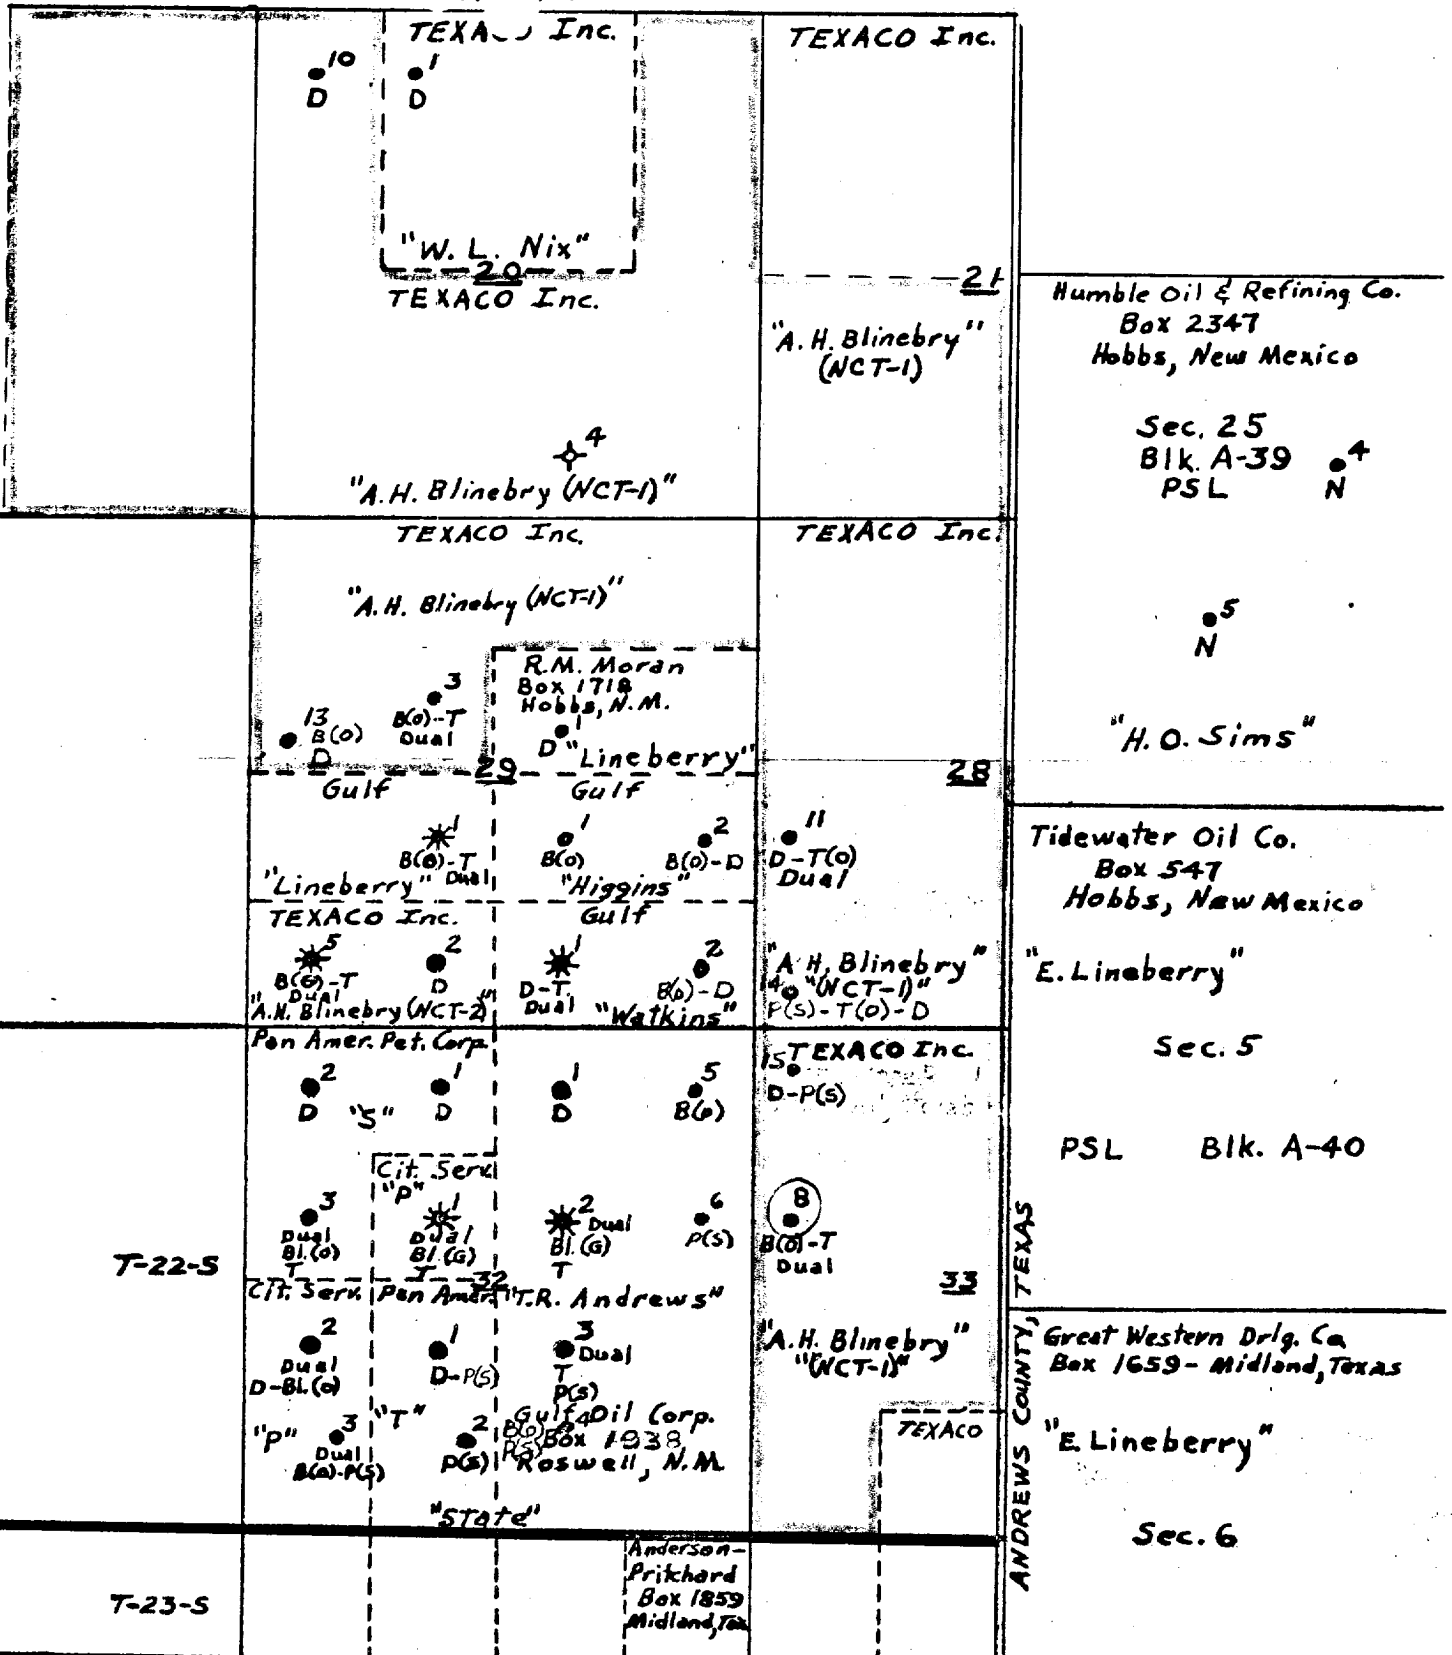 TEXACO Inc.
10
D
1
D
"W. L. Nix"
20
TEXACO Inc.
4
"A.H. Blinebry (NCT-1)"
TEXACO Inc.
21
"A.H. Blinebry"
(NCT-1)
Humble Oil & Refining Co.
Box 2347
Hobbs, New Mexico
Sec. 25
Blk. A-39
PSL
4
N
5
N
"H.O. Sims"
TEXACO Inc.
"A.H. Blinebry (NCT-1)"
3
B(O)-T
Dual
13
B(O)
D
R.M. Moran
Box 1718
Hobbs, N.M.
1
D
"Lineberry"
29
Gulf
1
B(G)-T
Dual
"Lineberry"
Gulf
1
B(O)
2
B(O)-D
"Higgins"
TEXACO Inc.
5
B(G)-T
Dual
2
D
"A.H. Blinebry (NCT-2)"
Gulf
1
D-T
Dual
2
B(O)-D
"Watkins"
TEXACO Inc.
28
11
D-T(O)
Dual
"A.H. Blinebry"
"(NCT-1)"
14
P(S)-T(O)-D
Tidewater Oil Co.
Box 547
Hobbs, New Mexico
"E. Lineberry"
Sec. 5
PSL Blk. A-40
Pan Amer. Pet. Corp.
2
D
"S"
1
D
1
D
5
B(O)
3
Dual
Bl.(O)
T
Cit. Serv.
"P"
1
Dual
Bl.(G)
T
2
Dual
Bl.(G)
T
6
P(S)
32
T-22-S
Cit. Serv.
2
Dual
D-Bl.(O)
"P"
3
Dual
B(O)-P(S)
Pan Amer.
1
D-P(S)
"T"
2
P(S)
"State"
"T.R. Andrews"
3
Dual
T
P(S)
4
B(O)
P(S)
Gulf Oil Corp.
Box 1938
Roswell, N.M.
TEXACO Inc.
15
D-P(S)
8
B(O)-T
Dual
33
"A.H. Blinebry"
"(NCT-1)"
TEXACO
ANDREWS COUNTY, TEXAS
Great Western Drlg. Co.
Box 1659 - Midland, Texas
"E. Lineberry"
Sec. 6
T-23-S
Anderson-
Pritchard
Box 1859
Midland, Tex